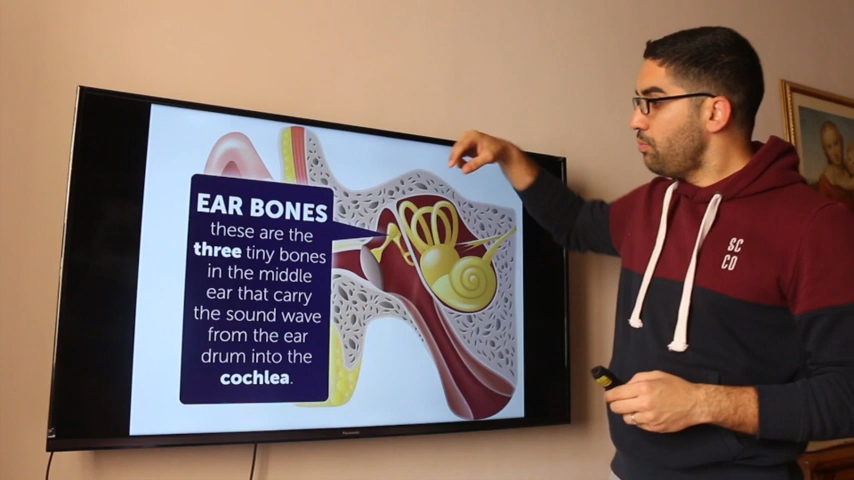 EAR BONES
these are the
three tiny bones
in the middle
ear that carry
the sound wave
from the ear
drum into the
cochlea.
SC
CO
Panasonic